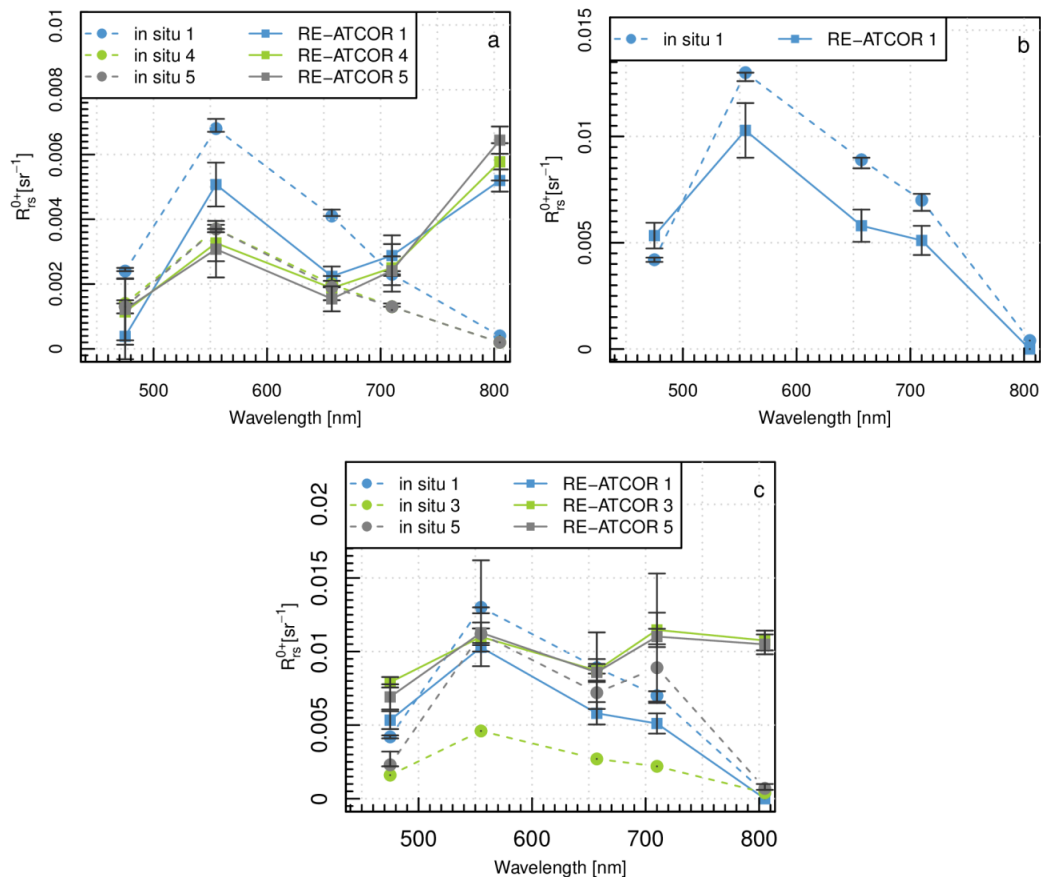 in situ 1 RE−ATCOR 1
in situ 4 RE−ATCOR 4
in situ 5 RE−ATCOR 5
a
0.01
0.008
0.006
0.004
0.002
0
R_rs^0+[sr^−1]
500 600 700 800
Wavelength [nm]
in situ 1 RE−ATCOR 1
b
0.015
0.01
0.005
0
R_rs^0+[sr^−1]
500 600 700 800
Wavelength [nm]
in situ 1 RE−ATCOR 1
in situ 3 RE−ATCOR 3
in situ 5 RE−ATCOR 5
c
0.02
0.015
0.01
0.005
0
R_rs^0+[sr^−1]
500 600 700 800
Wavelength [nm]